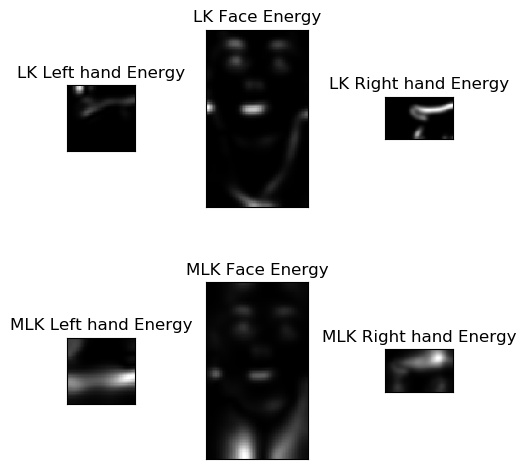 LK Face Energy
LK Left hand Energy
LK Right hand Energy
MLK Face Energy
MLK Left hand Energy
MLK Right hand Energy